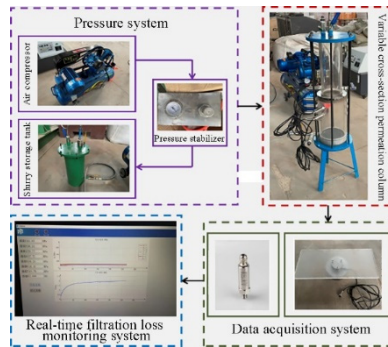 Pressure system
Air compressor
Pressure stabilizer
Slurry storage tank
Variable cross-section permeation column
Real-time filtration loss
monitoring system
Data acquisition system